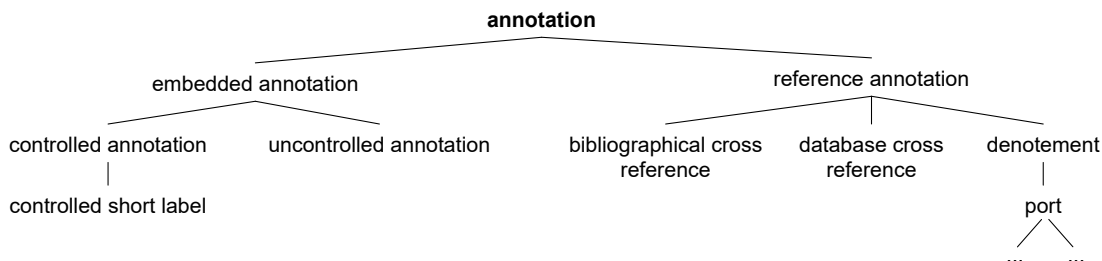 annotation
embedded annotation
reference annotation
controlled annotation
uncontrolled annotation
bibliographical cross
reference
database cross
reference
denotement
controlled short label
port
... ...